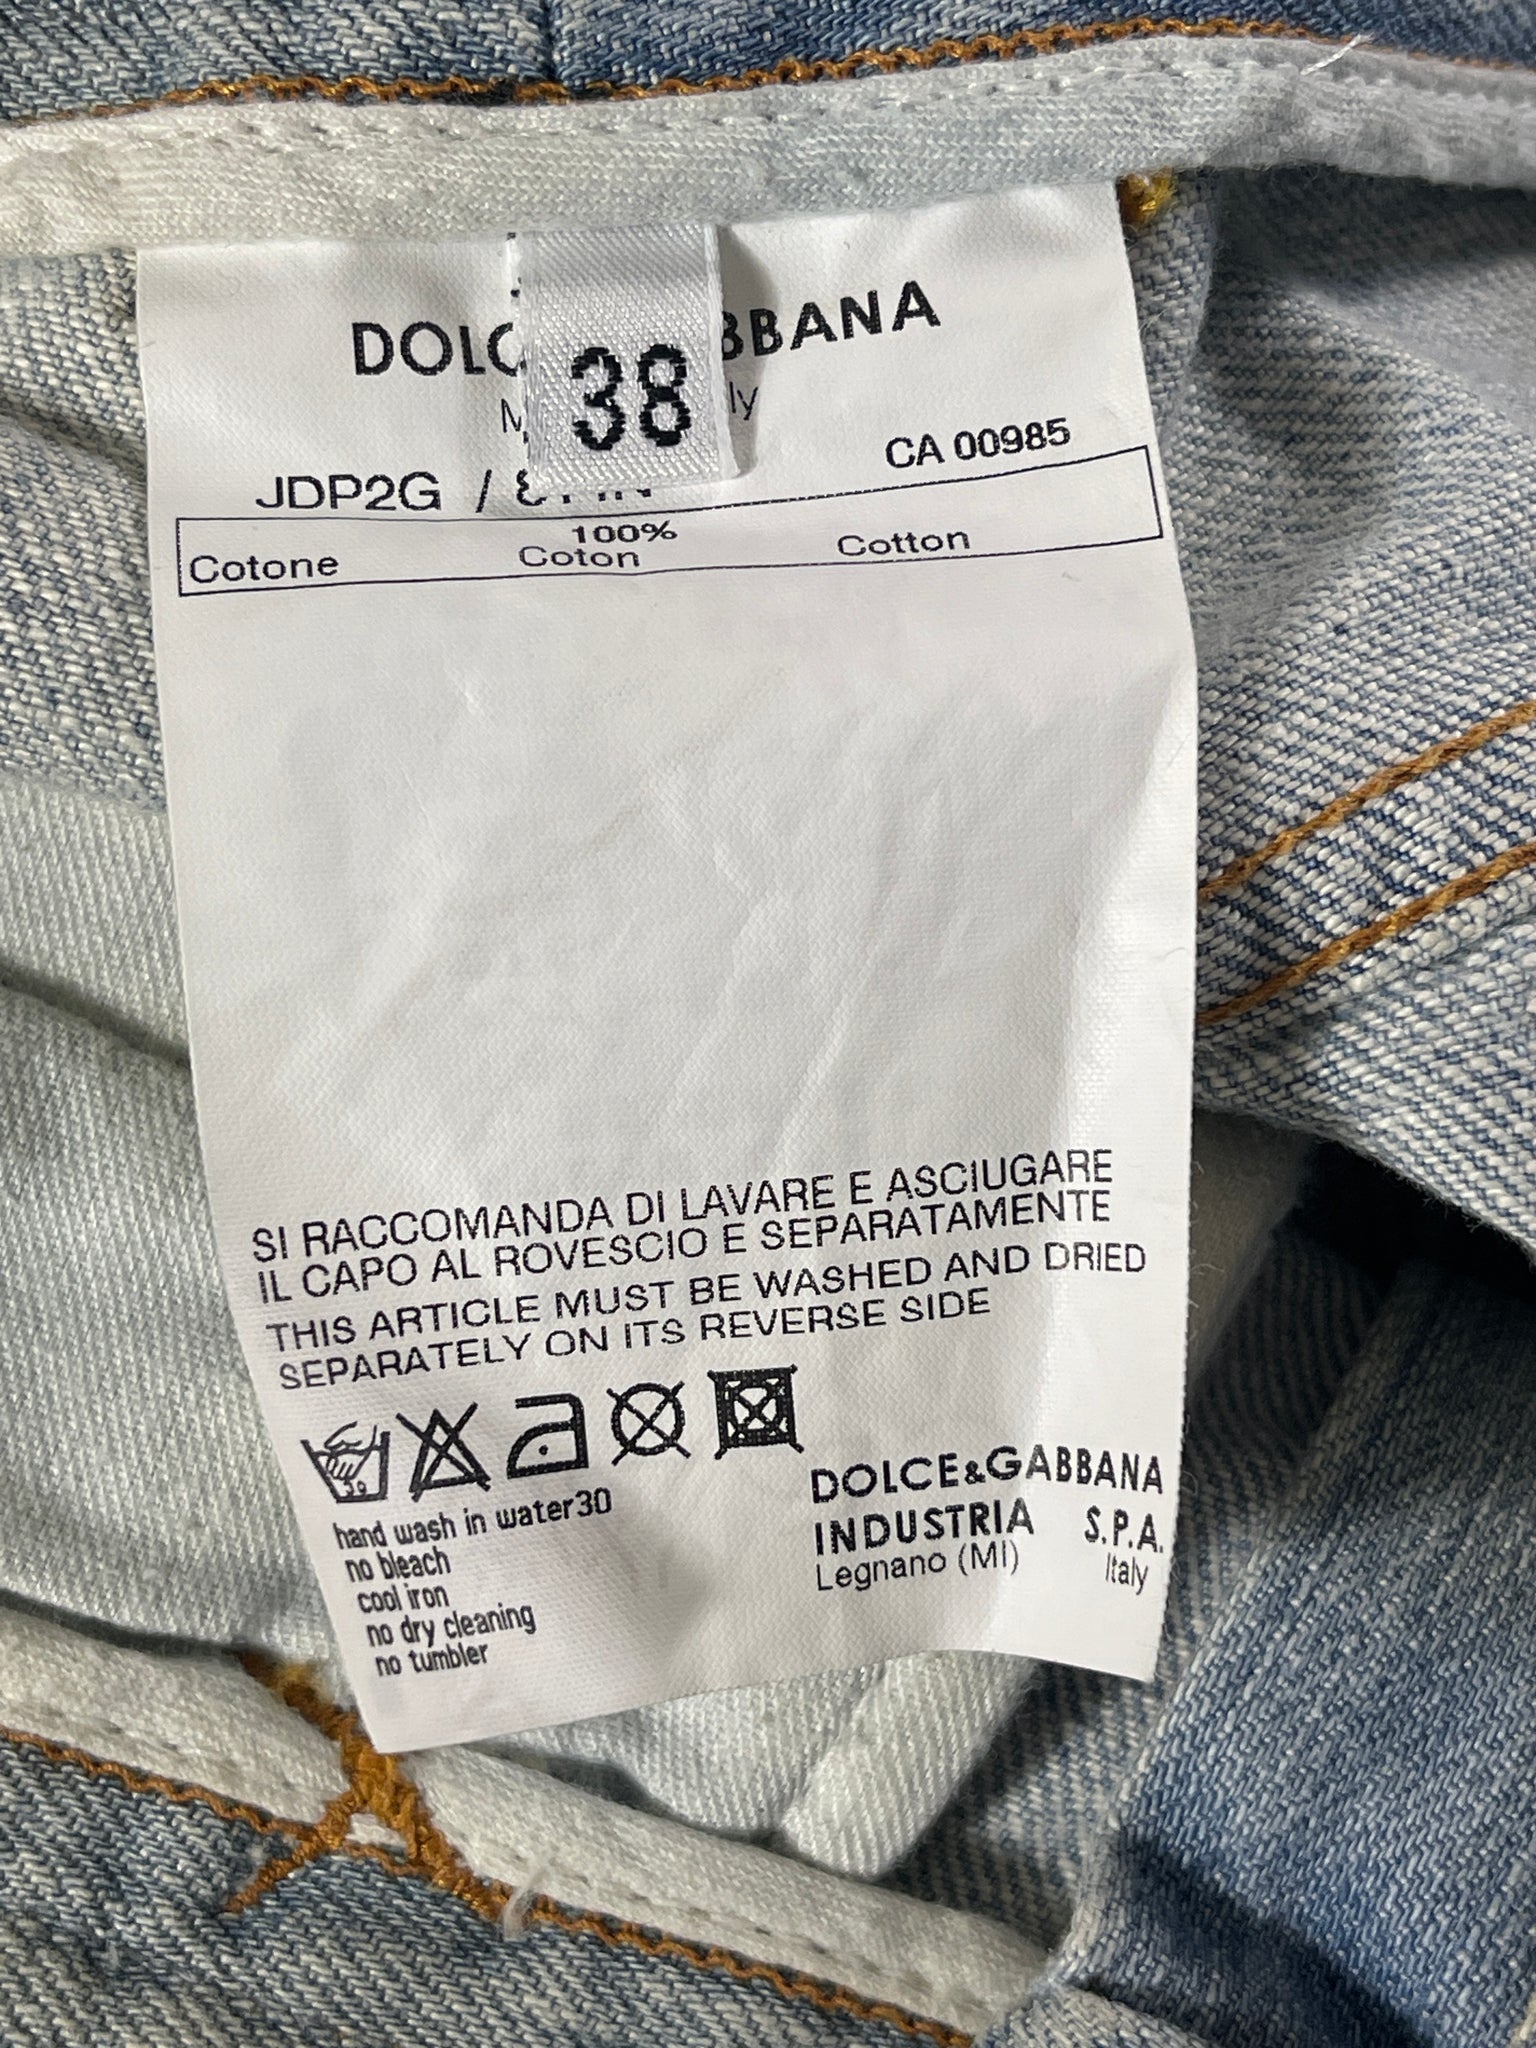 DOLC BBANA
38
ly
CA 00985
JDP2G /
100%
Cotone Coton Cotton
SI RACCOMANDA DI LAVARE E ASCIUGARE
IL CAPO AL ROVESCIO E SEPARATAMENTE
THIS ARTICLE MUST BE WASHED AND DRIED
SEPARATELY ON ITS REVERSE SIDE
30
hand wash in water30
no bleach
cool iron
no dry cleaning
no tumbler
DOLCE&GABBANA
INDUSTRIA S.P.A.
Legnano (MI) Italy